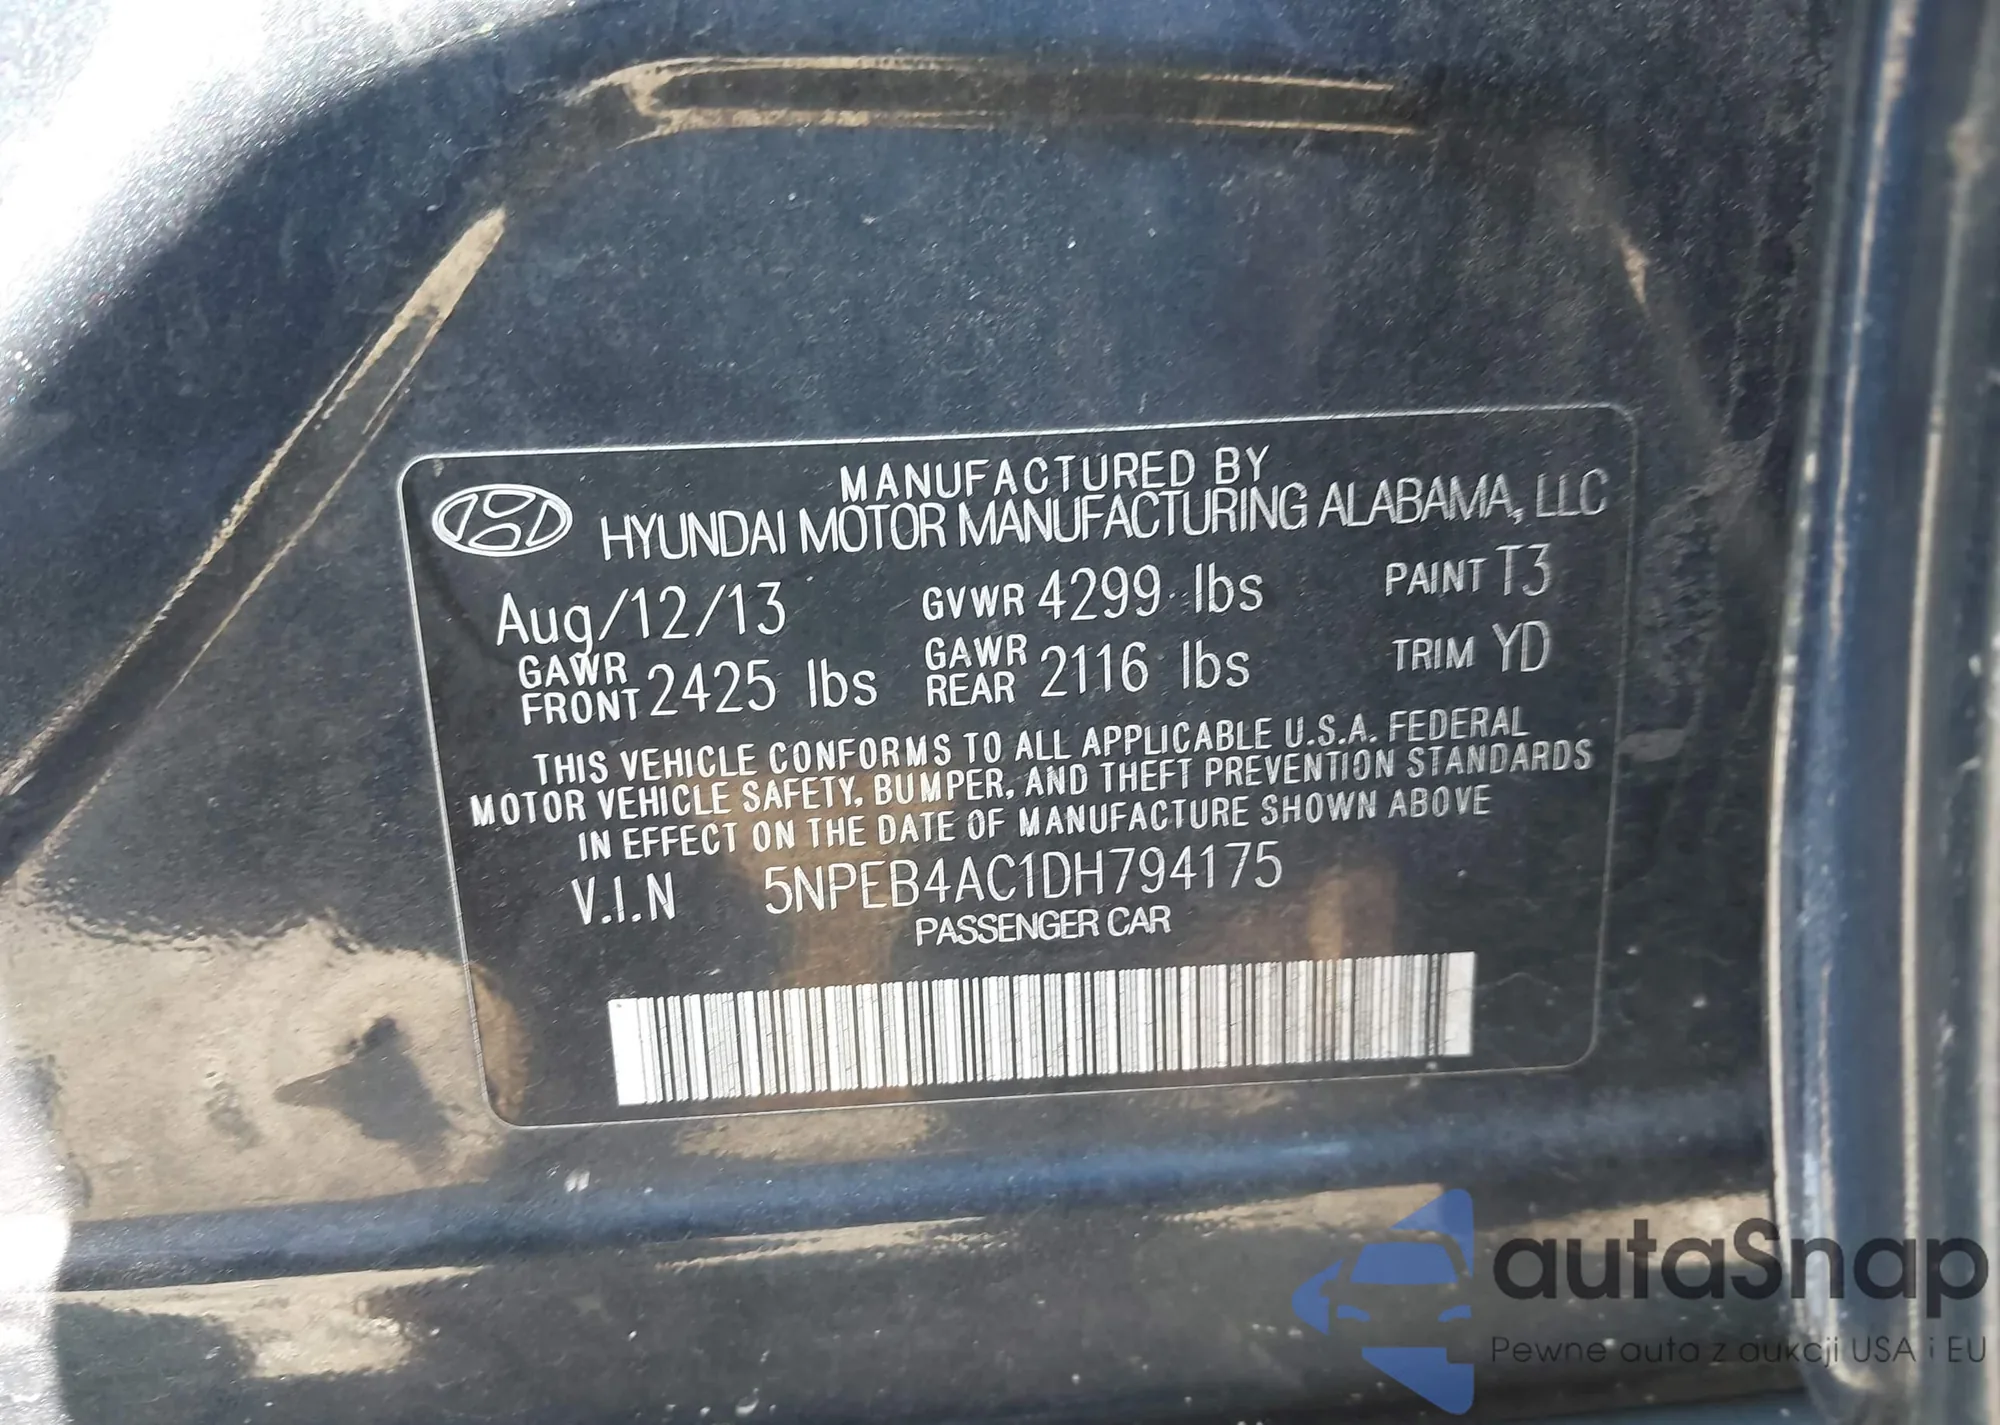 MANUFACTURED BY
HYUNDAI MOTOR MANUFACTURING ALABAMA, LLC
Aug/12/13 GVWR 4299 lbs PAINT T3
GAWR FRONT 2425 lbs GAWR REAR 2116 lbs TRIM YD
THIS VEHICLE CONFORMS TO ALL APPLICABLE U.S.A. FEDERAL
MOTOR VEHICLE SAFETY, BUMPER, AND THEFT PREVENTION STANDARDS
IN EFFECT ON THE DATE OF MANUFACTURE SHOWN ABOVE
V.I.N 5NPEB4AC1DH794175
PASSENGER CAR
autaSnap
Pewne auta z aukcji USA i EU